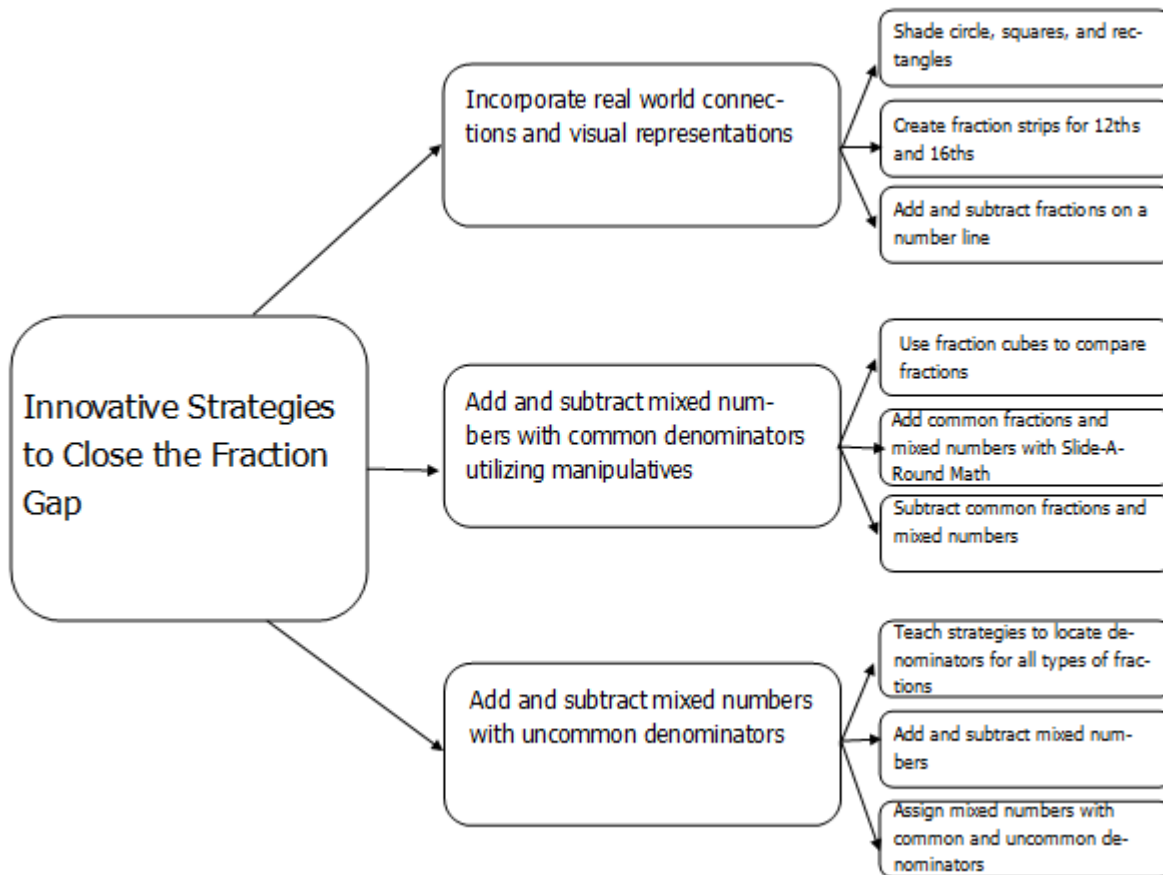 Innovative Strategies
to Close the Fraction
Gap
Incorporate real world connec-
tions and visual representations
Shade circle, squares, and rec-
tangles
Create fraction strips for 12ths
and 16ths
Add and subtract fractions on a
number line
Add and subtract mixed num-
bers with common denominators
utilizing manipulatives
Use fraction cubes to compare
fractions
Add common fractions and
mixed numbers with Slide-A-
Round Math
Subtract common fractions and
mixed numbers
Add and subtract mixed numbers
with uncommon denominators
Teach strategies to locate de-
nominators for all types of frac-
tions
Add and subtract mixed num-
bers
Assign mixed numbers with
common and uncommon de-
nominators